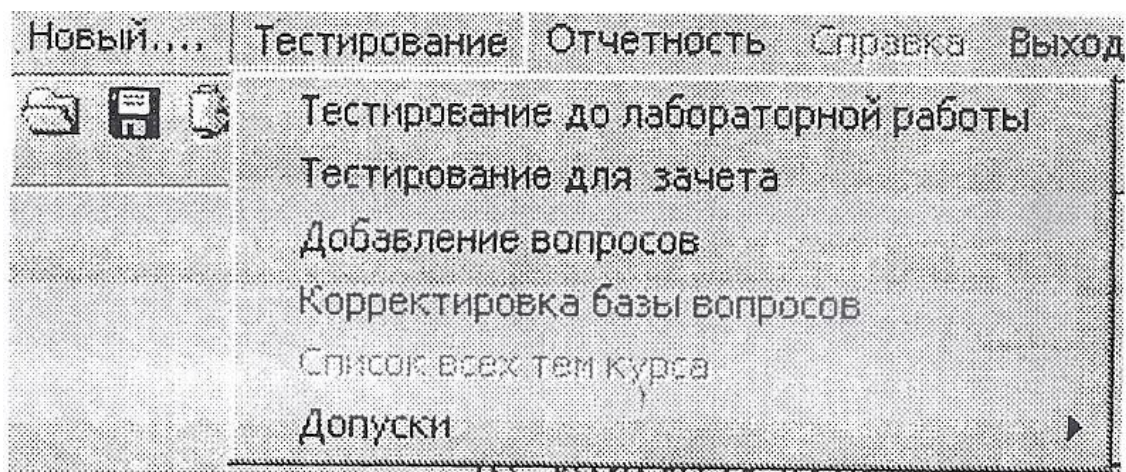 Новый.... Тестирование Отчетность Справка Выход
Тестирование до лабораторной работы
Тестирование для зачета
Добавление вопросов
Корректировка базы вопросов
Список всех тем курса
Допуски